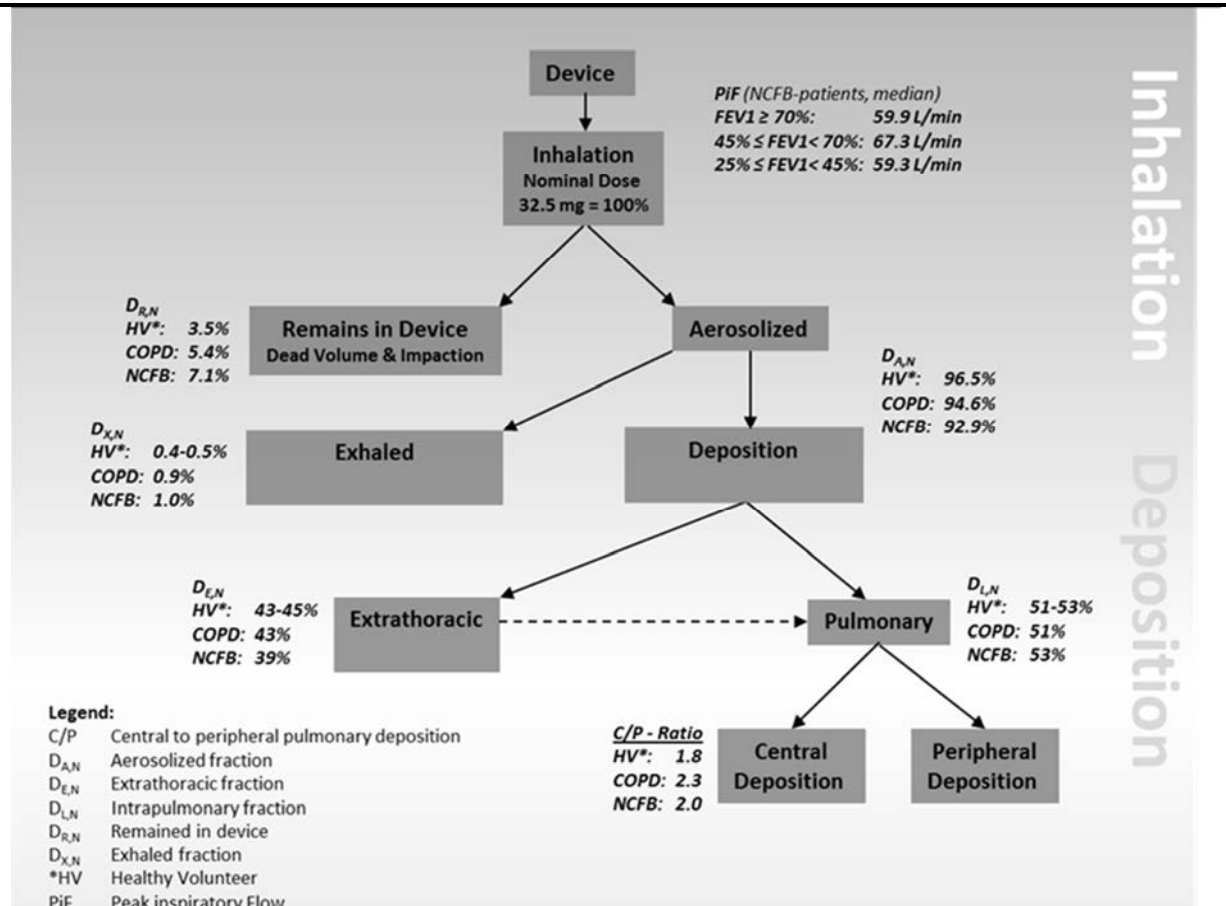 Device
PiF (NCFB-patients, median)
FEV1 ≥ 70%: 59.9 L/min
45% ≤ FEV1< 70%: 67.3 L/min
25% ≤ FEV1< 45%: 59.3 L/min
Inhalation
Nominal Dose
32.5 mg = 100%
Inhalation
D_R,N
HV*: 3.5%
COPD: 5.4%
NCFB: 7.1%
Remains in Device
Dead Volume & Impaction
Aerosolized
D_A,N
HV*: 96.5%
COPD: 94.6%
NCFB: 92.9%
D_X,N
HV*: 0.4-0.5%
COPD: 0.9%
NCFB: 1.0%
Exhaled
Deposition
Deposition
D_E,N
HV*: 43-45%
COPD: 43%
NCFB: 39%
Extrathoracic
Pulmonary
D_L,N
HV*: 51-53%
COPD: 51%
NCFB: 53%
C/P - Ratio
HV*: 1.8
COPD: 2.3
NCFB: 2.0
Central
Deposition
Peripheral
Deposition
Legend:
C/P Central to peripheral pulmonary deposition
D_A,N Aerosolized fraction
D_E,N Extrathoracic fraction
D_L,N Intrapulmonary fraction
D_R,N Remained in device
D_X,N Exhaled fraction
*HV Healthy Volunteer
PiF Peak inspiratory Flow